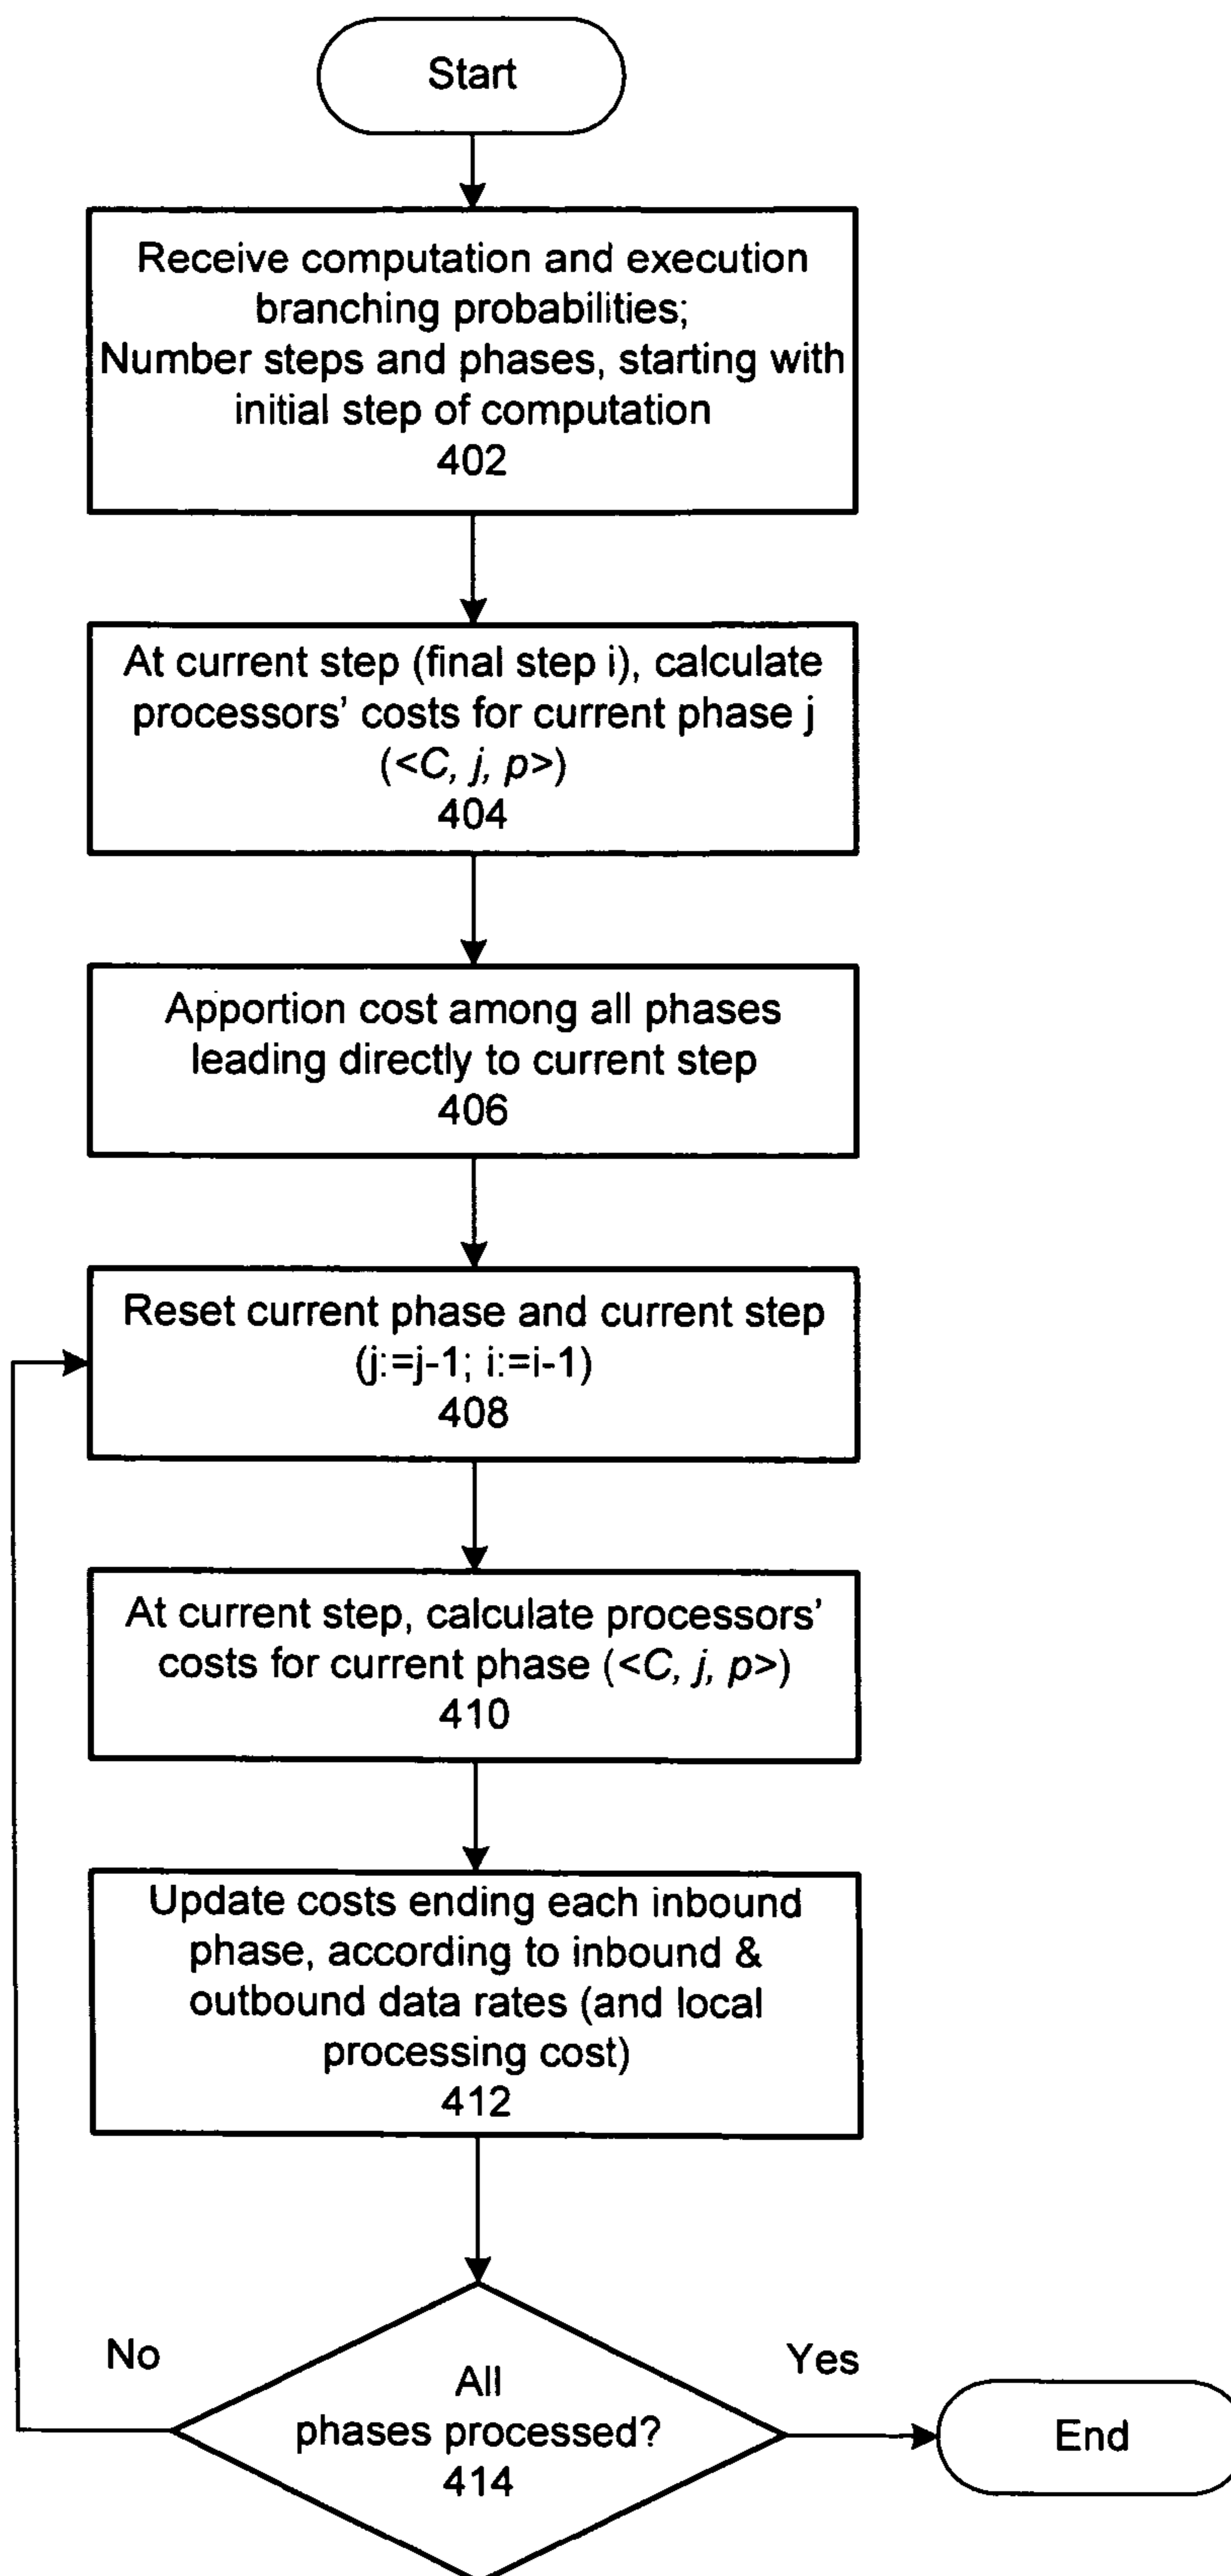 Start
Receive computation and execution
branching probabilities;
Number steps and phases, starting with
initial step of computation
402
At current step (final step i), calculate
processors' costs for current phase j
(<C, j, p>)
404
Apportion cost among all phases
leading directly to current step
406
Reset current phase and current step
(j:=j-1; i:=i-1)
408
At current step, calculate processors'
costs for current phase (<C, j, p>)
410
Update costs ending each inbound
phase, according to inbound &
outbound data rates (and local
processing cost)
412
No
Yes
All
phases processed?
414
End